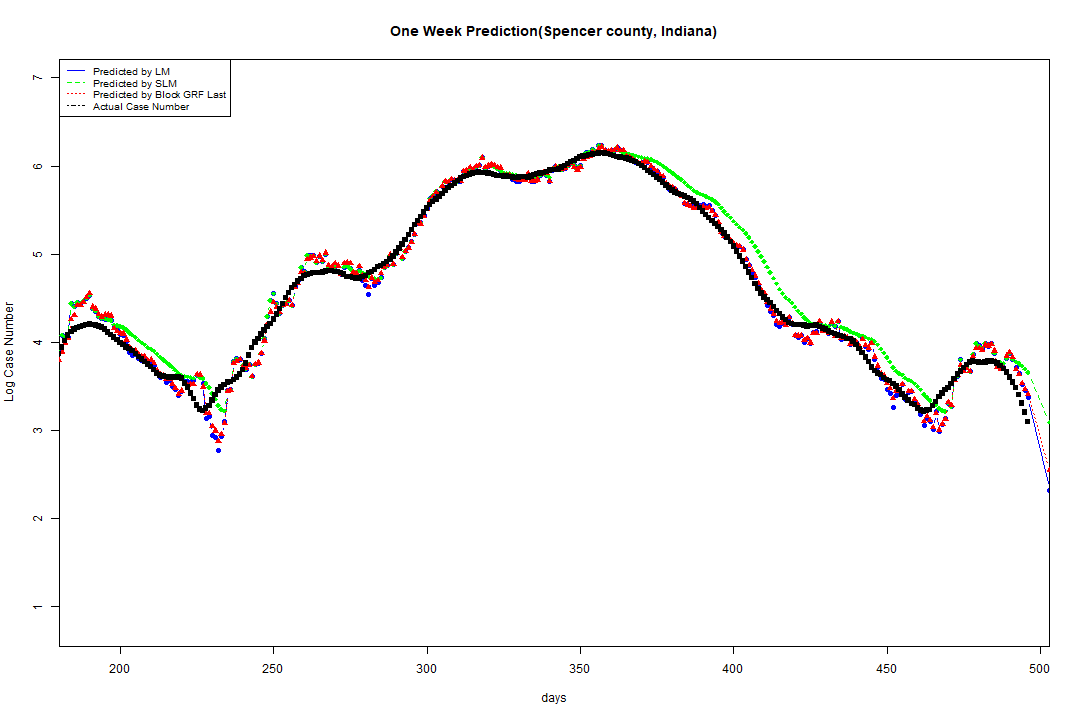 One Week Prediction(Spencer county, Indiana)
Predicted by LM
Predicted by SLM
Predicted by Block GRF Last
Actual Case Number
7
6
5
4
3
2
1
Log Case Number
200 250 300 350 400 450 500
days